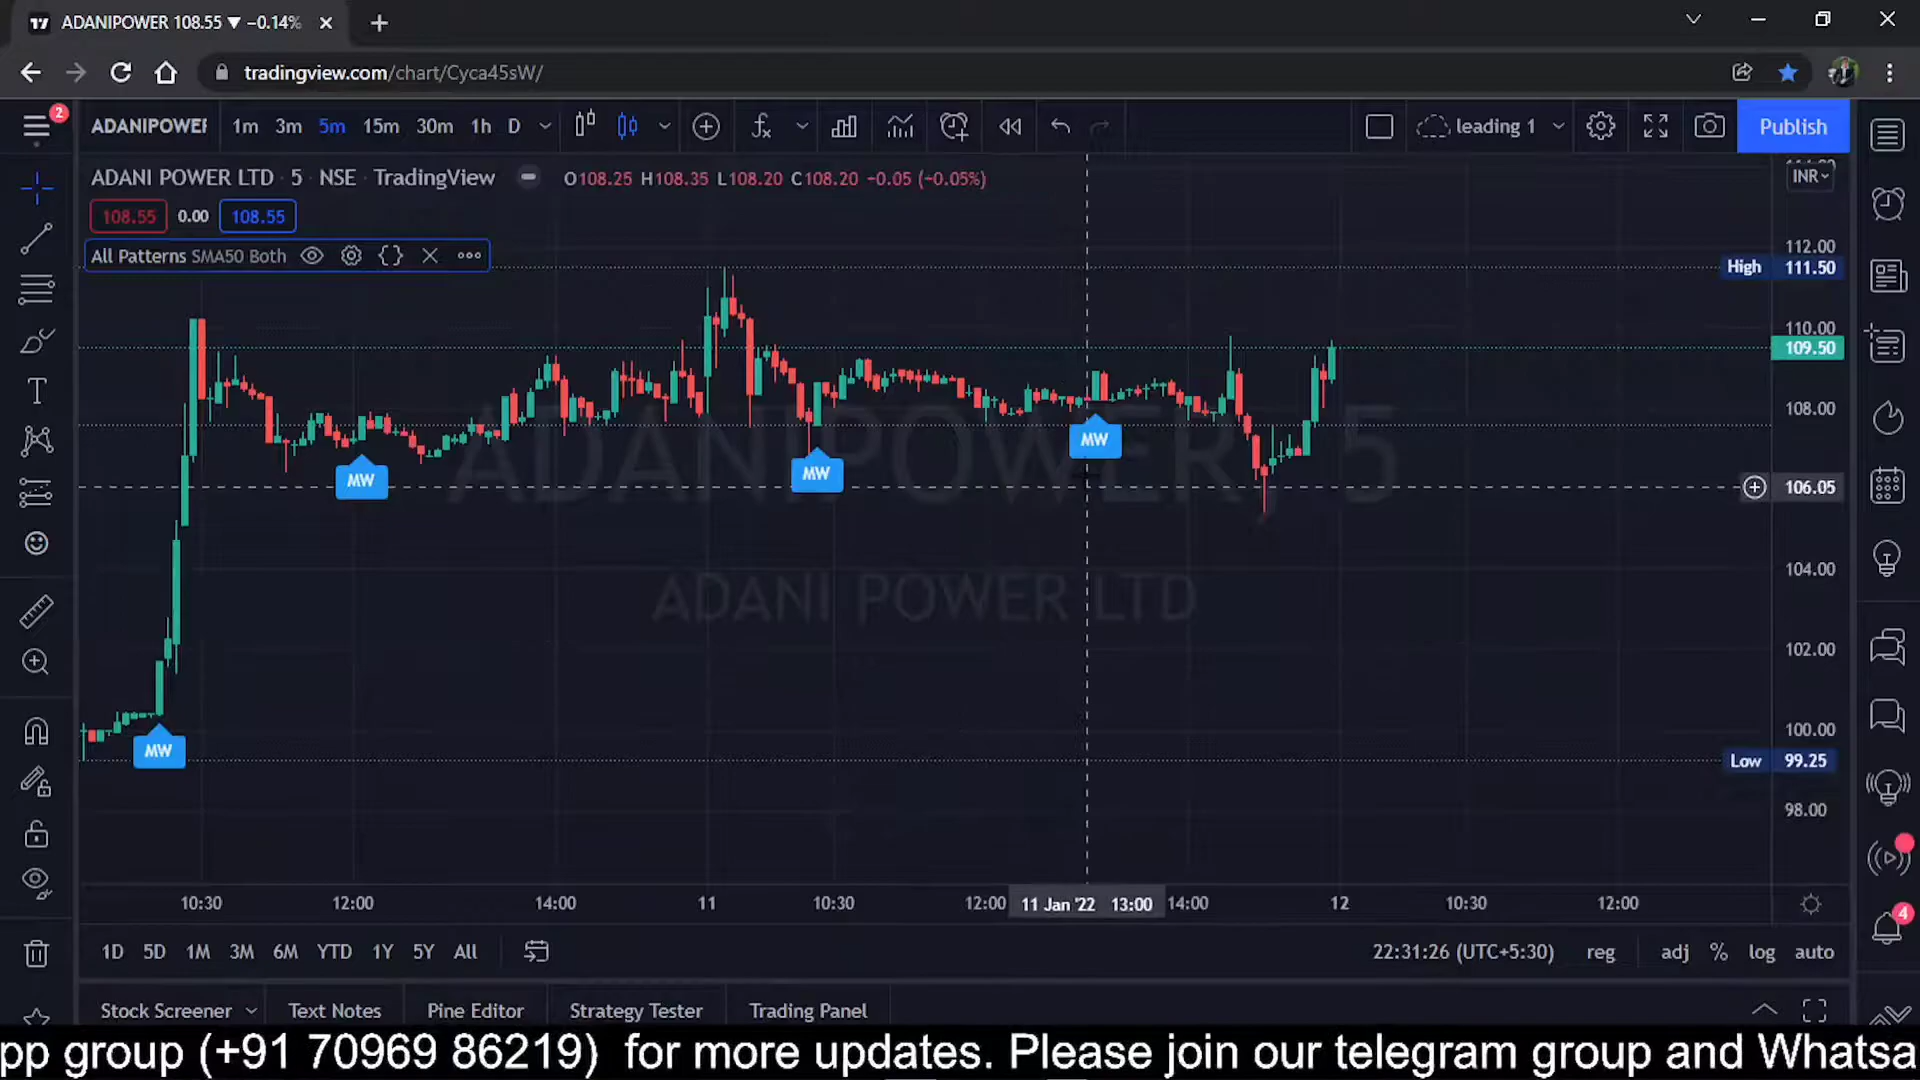 ADANIPOWER 108.55 ▼ −0.14%
tradingview.com/chart/Cyca45sW/
2
ADANIPOWER 1m 3m 5m 15m 30m 1h D leading 1 Publish
ADANI POWER LTD · 5 · NSE · TradingView O108.25 H108.35 L108.20 C108.20 −0.05 (−0.05%)
INR
108.55 0.00 108.55
All Patterns SMA50 Both
112.00
High 111.50
110.00
109.50
108.00
MW
MW
MW
106.05
ADANIPOWER, 5
104.00
ADANI POWER LTD
102.00
100.00
MW
Low 99.25
98.00
10:30 12:00 14:00 11 10:30 12:00 11 Jan '22 13:00 14:00 12 10:30 12:00
4
1D 5D 1M 3M 6M YTD 1Y 5Y All 22:31:26 (UTC+5:30) reg adj % log auto
Stock Screener Text Notes Pine Editor Strategy Tester Trading Panel
pp group (+91 70969 86219) for more updates. Please join our telegram group and Whatsa